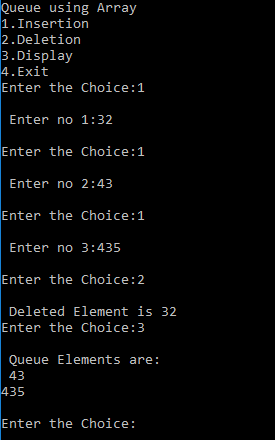 Queue using Array
1.Insertion
2.Deletion
3.Display
4.Exit
Enter the Choice:1
Enter no 1:32
Enter the Choice:1
Enter no 2:43
Enter the Choice:1
Enter no 3:435
Enter the Choice:2
Deleted Element is 32
Enter the Choice:3
Queue Elements are:
43
435
Enter the Choice: